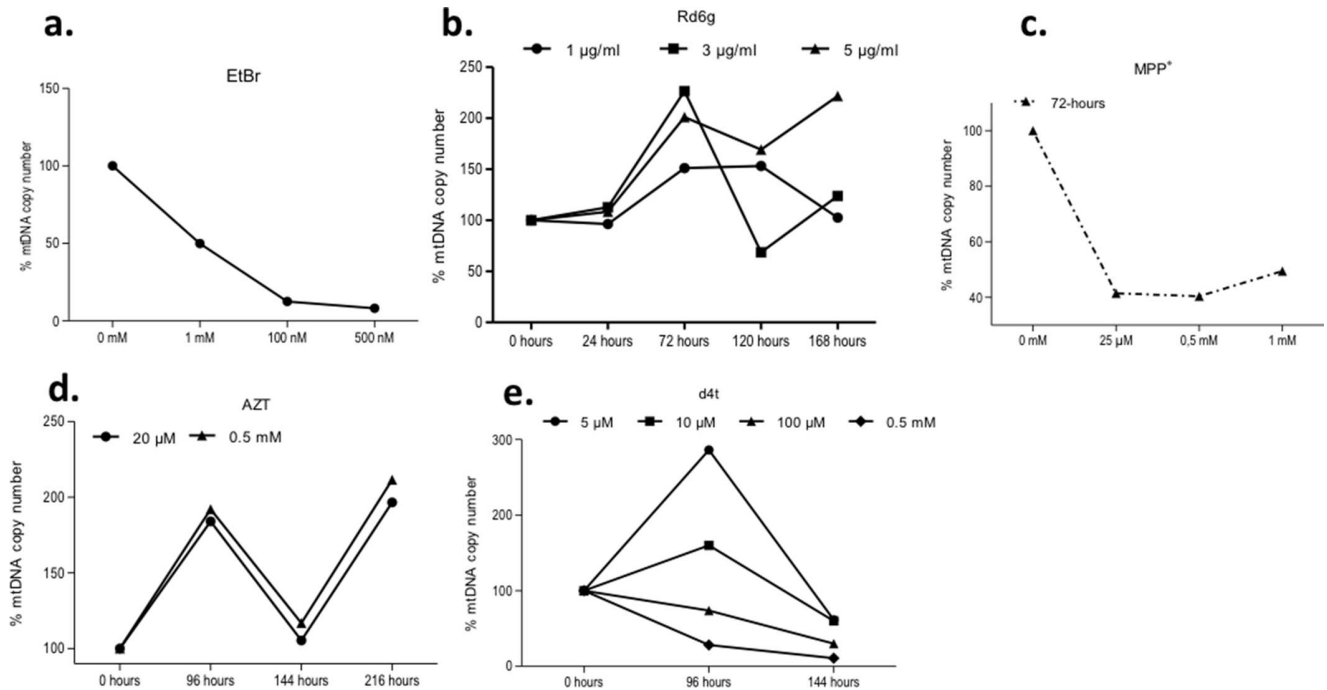 a.
EtBr
% mtDNA copy number
150
100
50
0
0 mM 1 mM 100 nM 500 nM
b.
Rd6g
1 µg/ml 3 µg/ml 5 µg/ml
% mtDNA copy number
250
200
150
100
50
0
0 hours 24 hours 72 hours 120 hours 168 hours
c.
MPP+
72-hours
% mtDNA copy number
100
80
60
40
0 mM 25 µM 0,5 mM 1 mM
d.
AZT
20 µM 0.5 mM
% mtDNA copy number
250
200
150
100
0 hours 96 hours 144 hours 216 hours
e.
d4t
5 µM 10 µM 100 µM 0.5 mM
% mtDNA copy number
300
200
100
0
0 hours 96 hours 144 hours